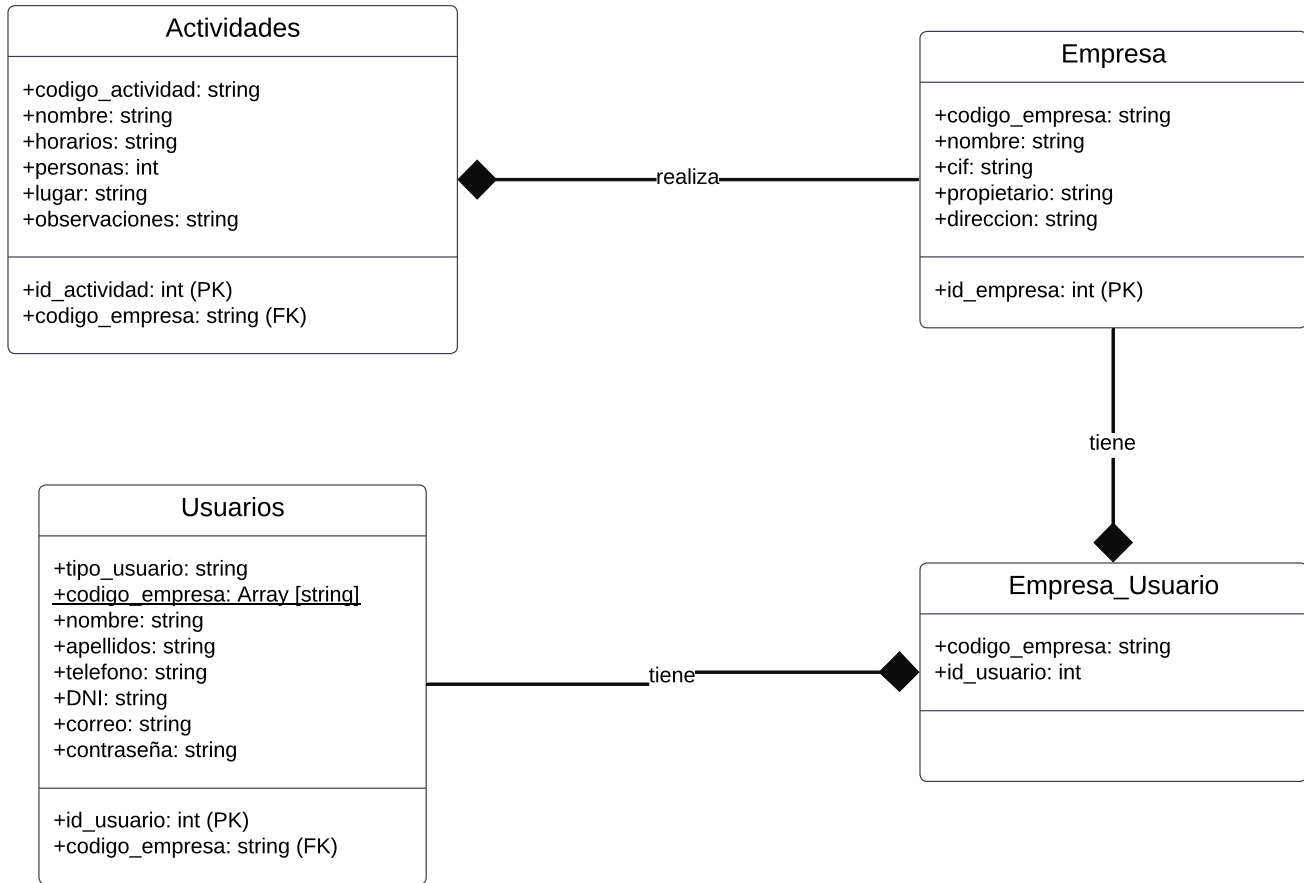 Actividades
+codigo_actividad: string
+nombre: string
+horarios: string
+personas: int
+lugar: string
+observaciones: string
+id_actividad: int (PK)
+codigo_empresa: string (FK)
realiza
Empresa
+codigo_empresa: string
+nombre: string
+cif: string
+propietario: string
+direccion: string
+id_empresa: int (PK)
tiene
Usuarios
+tipo_usuario: string
+codigo_empresa: Array [string]
+nombre: string
+apellidos: string
+telefono: string
+DNI: string
+correo: string
+contraseña: string
+id_usuario: int (PK)
+codigo_empresa: string (FK)
tiene
Empresa_Usuario
+codigo_empresa: string
+id_usuario: int